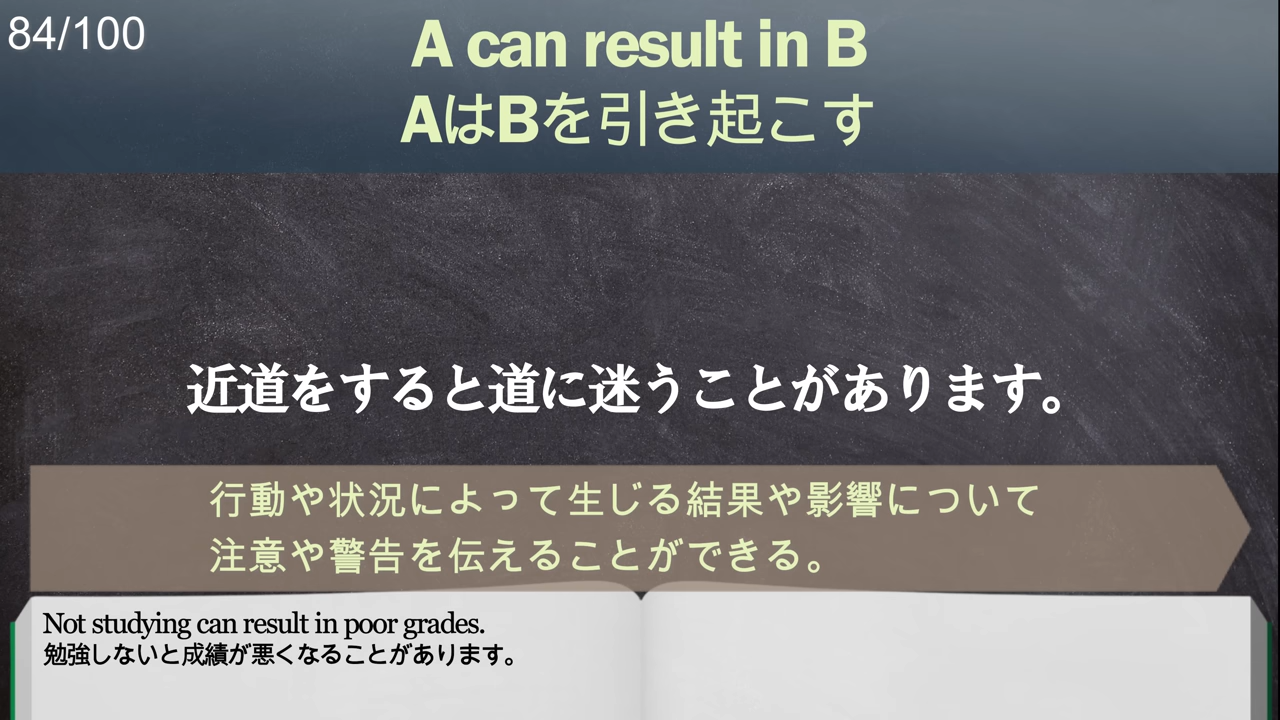 84/100
A can result in B
AはBを引き起こす
近道をすると道に迷うことがあります。
行動や状況によって生じる結果や影響について
注意や警告を伝えることができる。
Not studying can result in poor grades.
勉強しないと成績が悪くなることがあります。